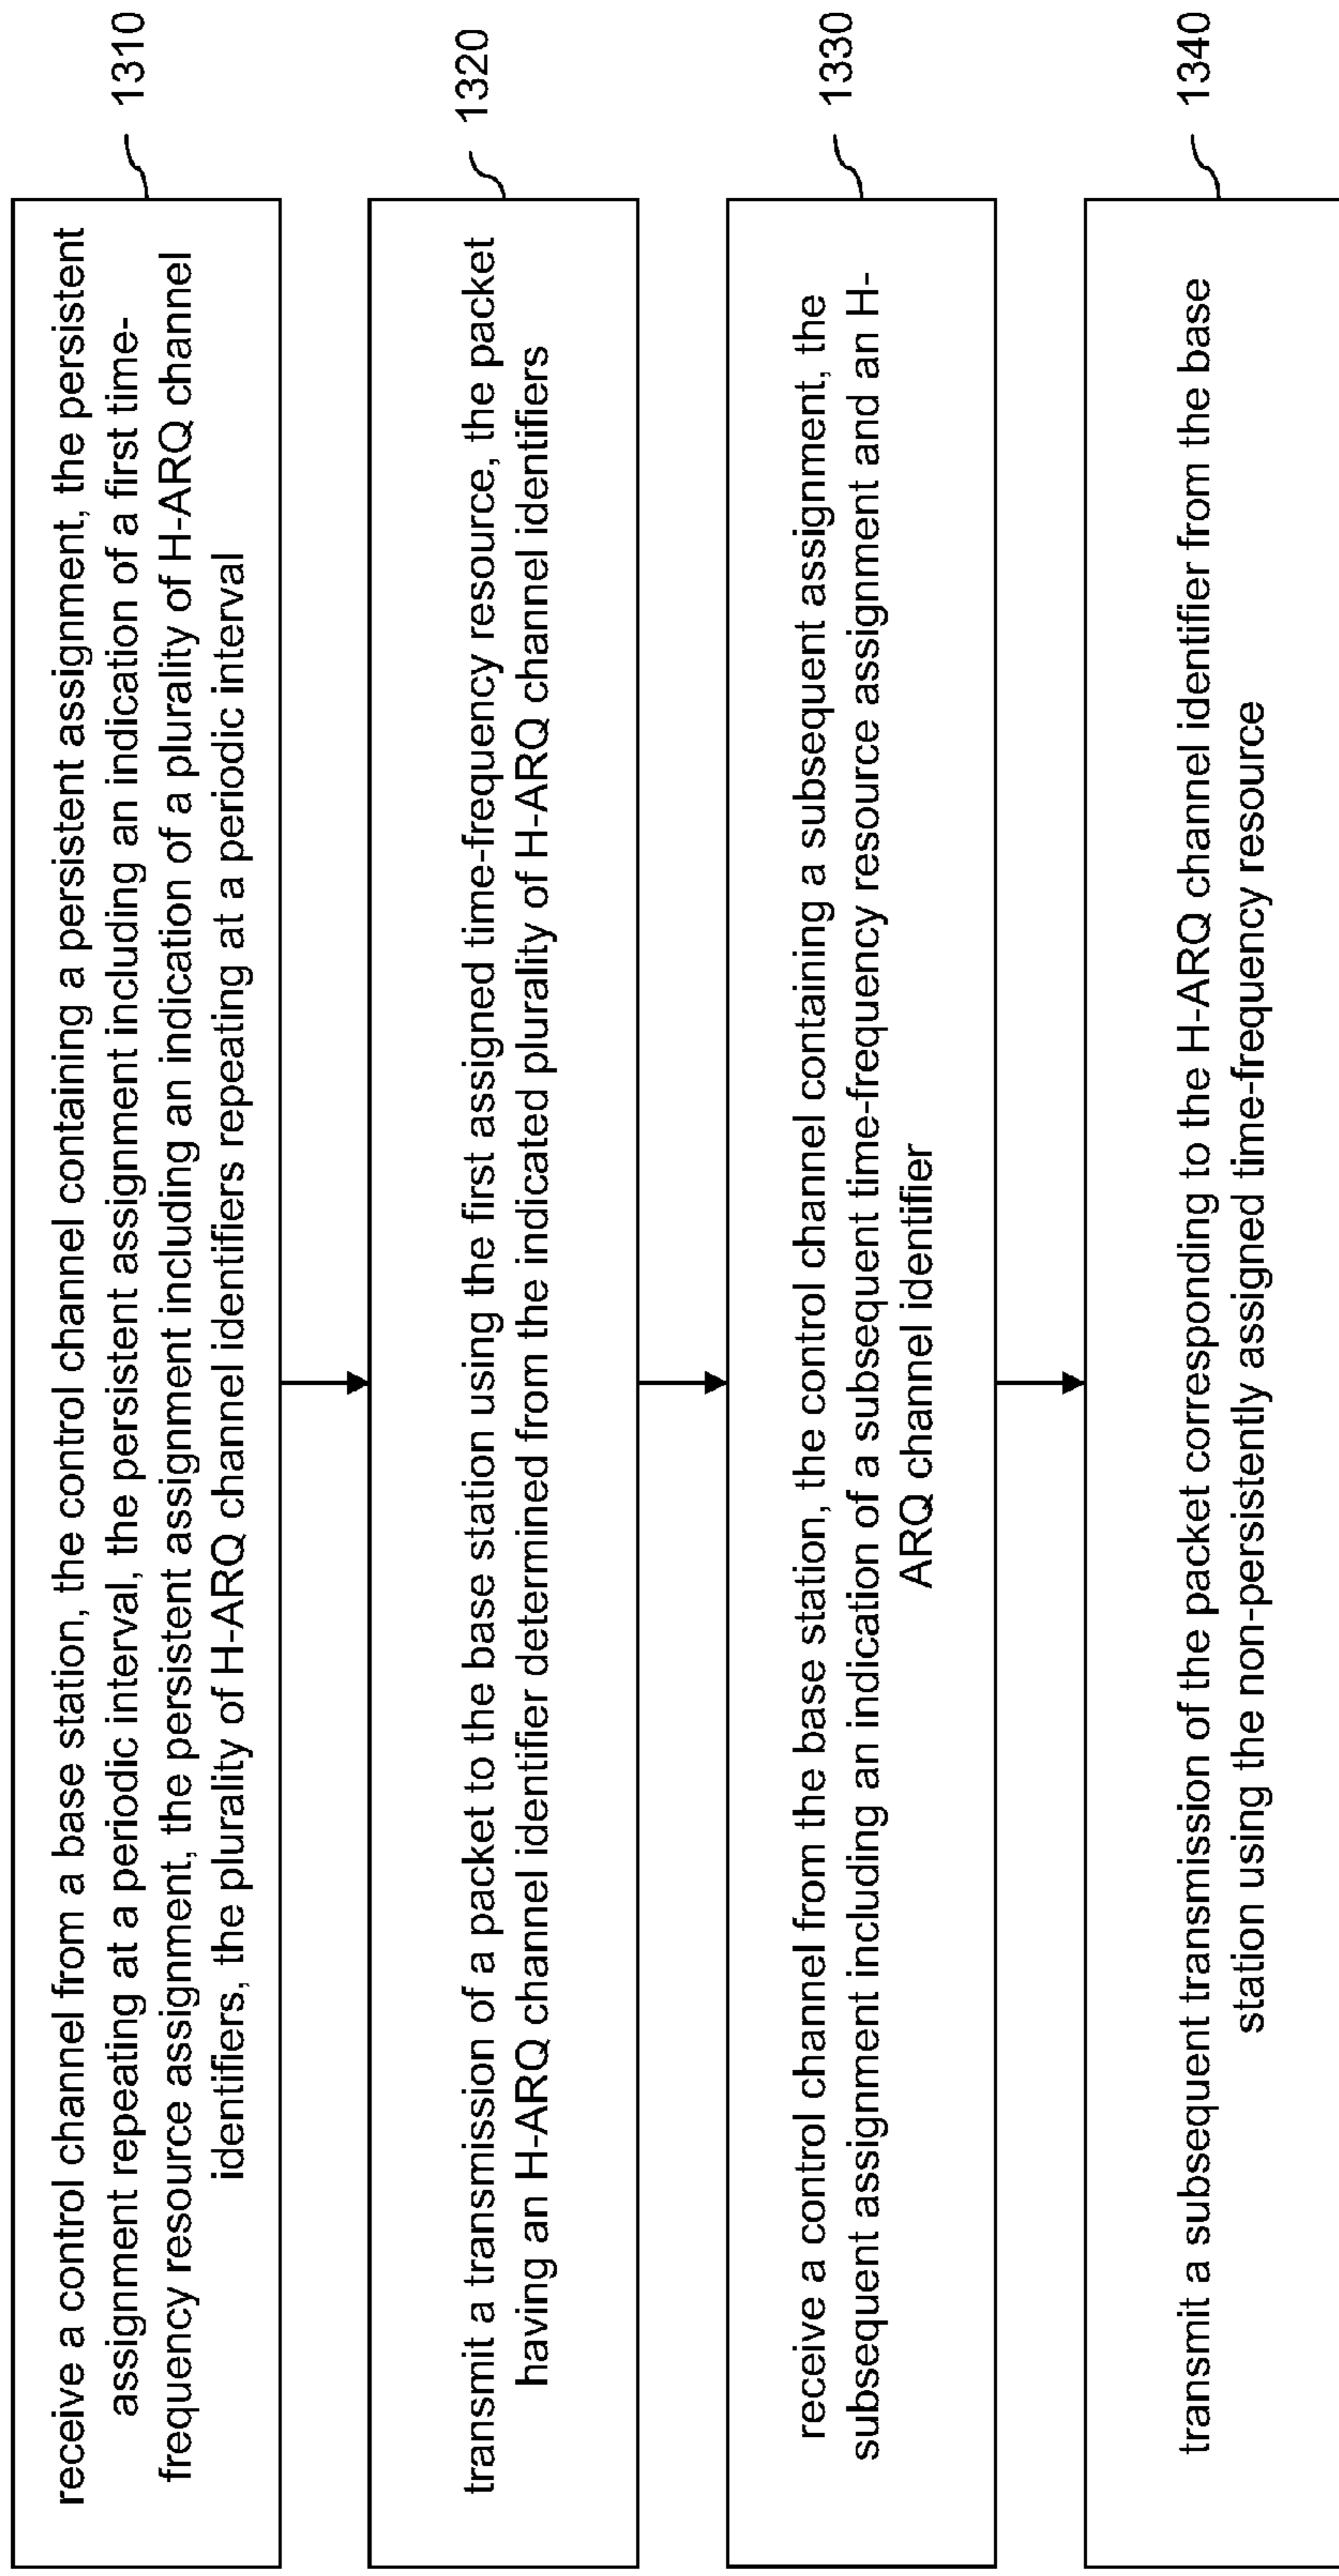 receive a control channel from a base station, the control channel containing a persistent assignment, the persistent
assignment repeating at a periodic interval, the persistent assignment including an indication of a first time-
frequency resource assignment, the persistent assignment including an indication of a plurality of H-ARQ channel
identifiers, the plurality of H-ARQ channel identifiers repeating at a periodic interval
1310
transmit a transmission of a packet to the base station using the first assigned time-frequency resource, the packet
having an H-ARQ channel identifier determined from the indicated plurality of H-ARQ channel identifiers
1320
receive a control channel from the base station, the control channel containing a subsequent assignment, the
subsequent assignment including an indication of a subsequent time-frequency resource assignment and an H-
ARQ channel identifier
1330
transmit a subsequent transmission of the packet corresponding to the H-ARQ channel identifier from the base
station using the non-persistently assigned time-frequency resource
1340